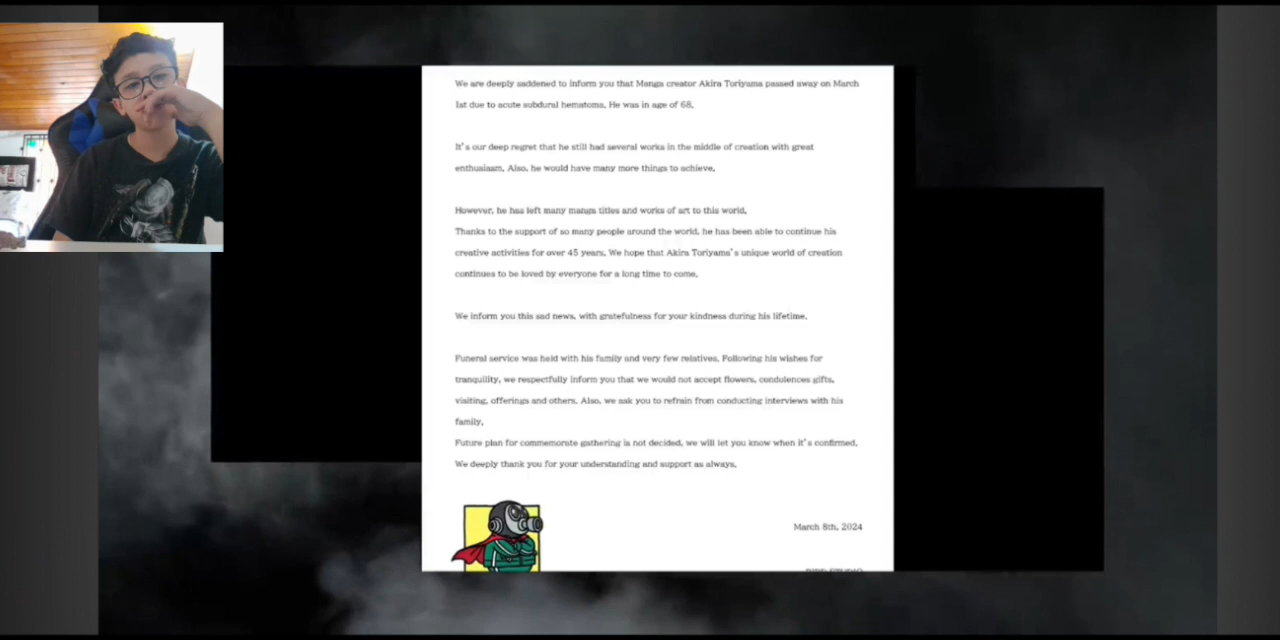 We are deeply saddened to inform you that Manga creator Akira Toriyama passed away on March
1st due to acute subdural hematoma. He was in age of 68.
It's our deep regret that he still had several works in the middle of creation with great
enthusiasm. Also, he would have many more things to achieve.
However, he has left many manga titles and works of art to this world.
Thanks to the support of so many people around the world, he has been able to continue his
creative activities for over 45 years. We hope that Akira Toriyama's unique world of creation
continues to be loved by everyone for a long time to come.
We inform you this sad news, with gratefulness for your kindness during his lifetime.
Funeral service was held with his family and very few relatives. Following his wishes for
tranquility, we respectfully inform you that we would not accept flowers, condolences gifts,
visiting, offerings and others. Also, we ask you to refrain from conducting interviews with his
family.
Future plan for commemorate gathering is not decided, we will let you know when it's confirmed.
We deeply thank you for your understanding and support as always.
March 8th, 2024